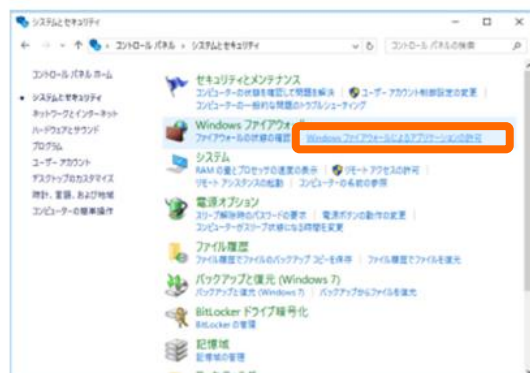 システムとセキュリティ
コントロール パネル › システムとセキュリティ
コントロール パネルの検索
コントロール パネル ホーム
システムとセキュリティ
ネットワークとインターネット
ハードウェアとサウンド
プログラム
ユーザー アカウント
デスクトップのカスタマイズ
時計、言語、および地域
コンピューターの簡単操作
セキュリティとメンテナンス
コンピューターの状態を確認して問題を解決 | ユーザー アカウント制御設定の変更 |
コンピューターの一般的な問題のトラブルシューティング
Windows ファイアウォ
ファイアウォールの状態の確認 | Windows ファイアウォールによるアプリケーションの許可
システム
RAM の量とプロセッサの速度の表示 | リモート アクセスの許可 |
リモート アシスタンスの起動 | コンピューターの名前の参照
電源オプション
スリープ解除時のパスワードの要求 | 電源ボタンの動作の変更 |
コンピューターがスリープ状態になる時間を変更
ファイル履歴
ファイル履歴でファイルのバックアップ コピーを保存 | ファイル履歴でファイルを復元
バックアップと復元 (Windows 7)
バックアップと復元 (Windows 7) | バックアップからファイルを復元
BitLocker ドライブ暗号化
BitLocker の管理
記憶域
記憶域の管理